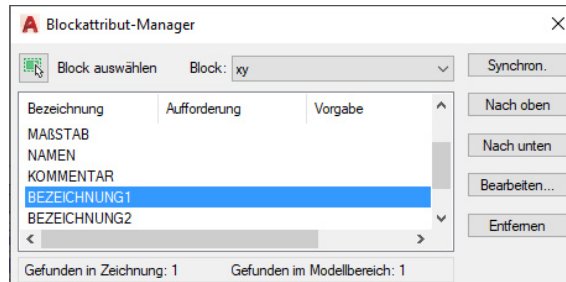 Blockattribut-Manager
Block auswählen Block: xy Synchron.
Bezeichnung Aufforderung Vorgabe Nach oben
MAßSTAB
NAMEN Nach unten
KOMMENTAR
BEZEICHNUNG1 Bearbeiten...
BEZEICHNUNG2 Entfernen
Gefunden in Zeichnung: 1 Gefunden im Modellbereich: 1